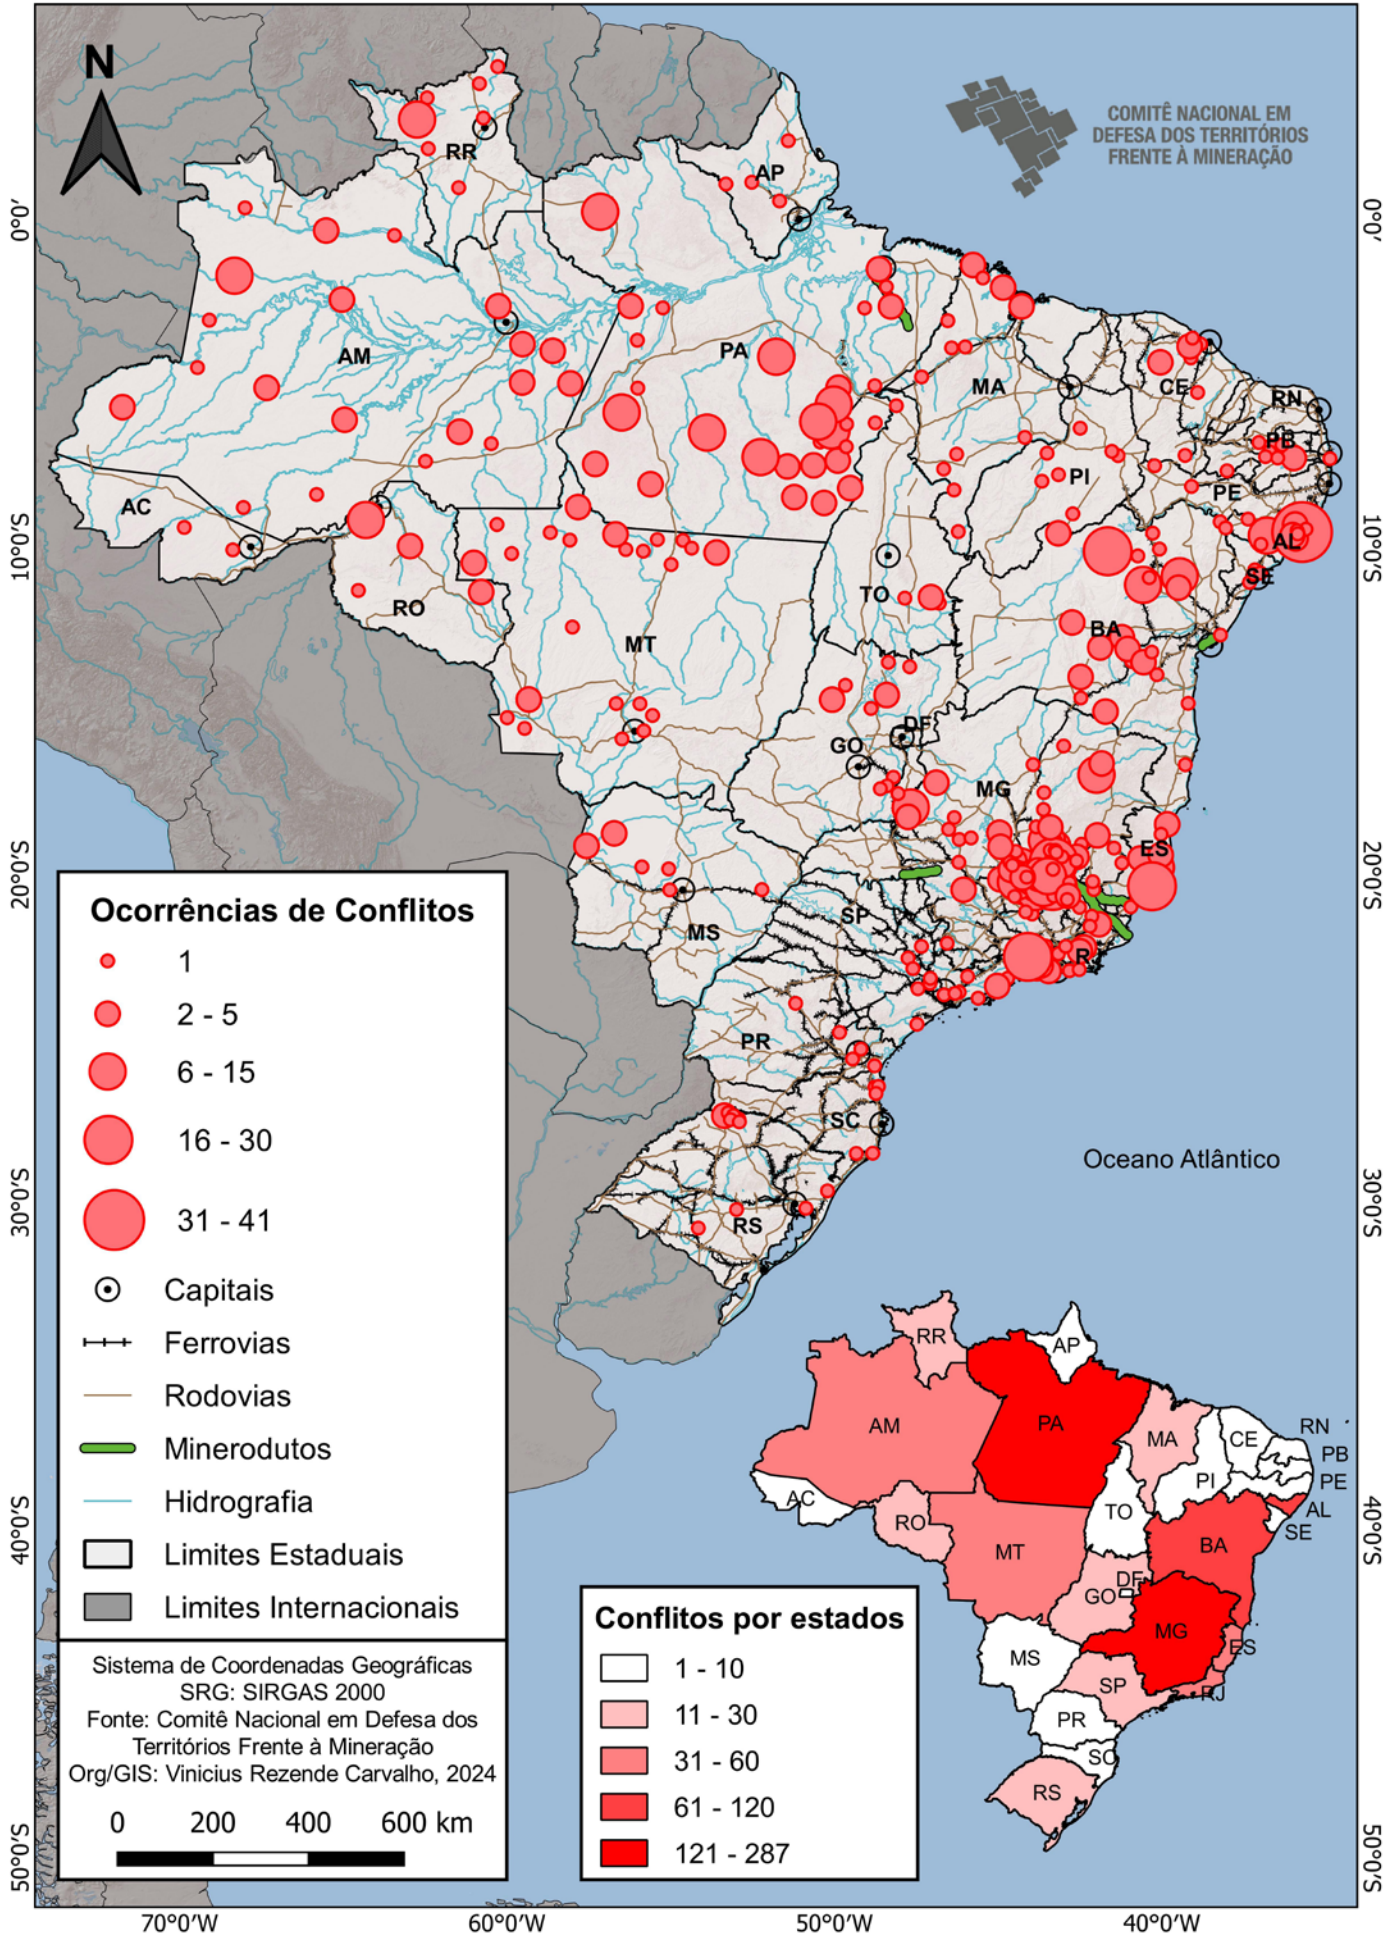 N
COMITÊ NACIONAL EM
DEFESA DOS TERRITÓRIOS
FRENTE À MINERAÇÃO
RR
AP
AM
PA
MA
CE
RN
PB
PI
PE
AC
AL
SE
RO
TO
BA
MT
DF
GO
MG
ES
SP
MS
RJ
PR
SC
RS
Oceano Atlântico
0°0'
10°0'S
20°0'S
30°0'S
40°0'S
50°0'S
0°0'
10°0'S
20°0'S
30°0'S
40°0'S
50°0'S
Ocorrências de Conflitos
1
2 - 5
6 - 15
16 - 30
31 - 41
Capitais
Ferrovias
Rodovias
Minerodutos
Hidrografia
Limites Estaduais
Limites Internacionais
Sistema de Coordenadas Geográficas
SRG: SIRGAS 2000
Fonte: Comitê Nacional em Defesa dos
Territórios Frente à Mineração
Org/GIS: Vinicius Rezende Carvalho, 2024
0 200 400 600 km
Conflitos por estados
1 - 10
11 - 30
31 - 60
61 - 120
121 - 287
RR
AP
AM
PA
MA
CE
RN
PB
PI
PE
AC
TO
AL
RO
SE
MT
BA
DF
GO
MG
ES
MS
SP
RJ
PR
SC
RS
70°0'W 60°0'W 50°0'W 40°0'W